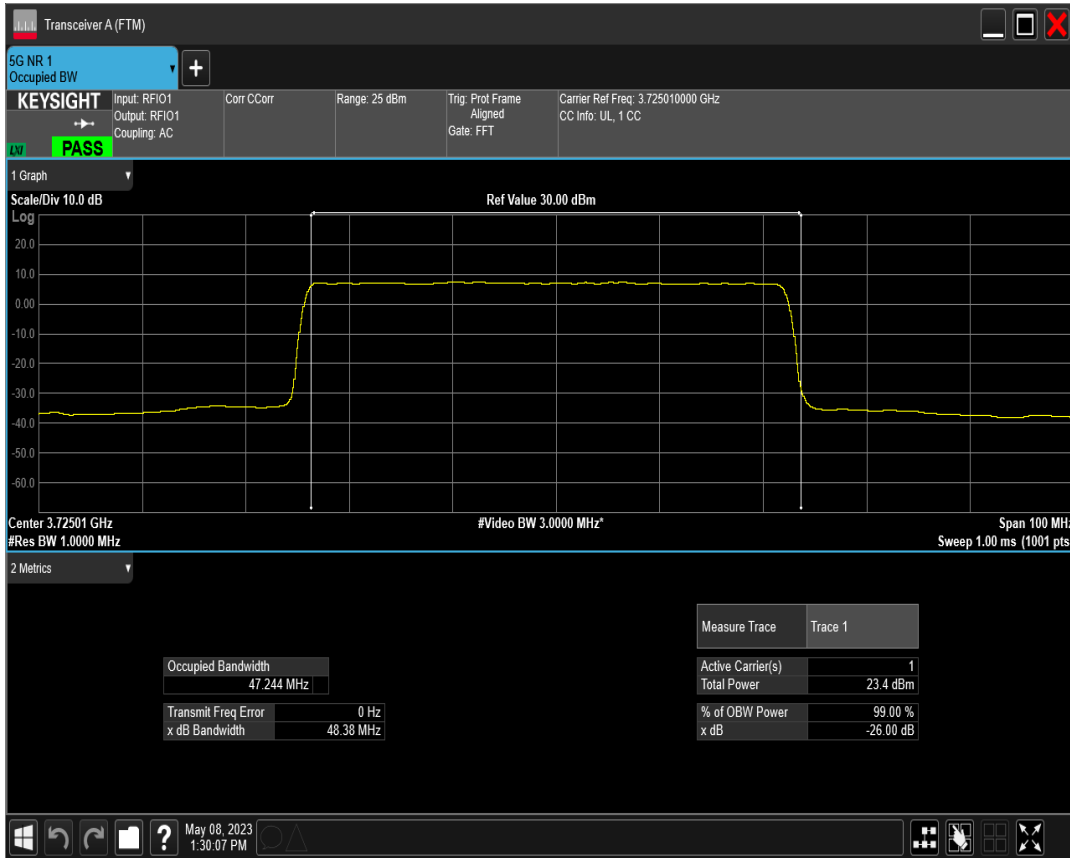 Transceiver A (FTM)
5G NR 1
Occupied BW
+
KEYSIGHT
LXI
PASS
Input: RFIO1
Output: RFIO1
Coupling: AC
Corr CCorr
Range: 25 dBm
Trig: Prot Frame
Aligned
Gate: FFT
Carrier Ref Freq: 3.725010000 GHz
CC Info: UL, 1 CC
1 Graph
Scale/Div 10.0 dB
Ref Value 30.00 dBm
Log
20.0
10.0
0.00
-10.0
-20.0
-30.0
-40.0
-50.0
-60.0
Center 3.72501 GHz
#Video BW 3.0000 MHz*
Span 100 MHz
#Res BW 1.0000 MHz
Sweep 1.00 ms (1001 pts
2 Metrics
Measure Trace Trace 1
Occupied Bandwidth
47.244 MHz
Active Carrier(s) 1
Total Power 23.4 dBm
Transmit Freq Error 0 Hz
x dB Bandwidth 48.38 MHz
% of OBW Power 99.00 %
x dB -26.00 dB
?
May 08, 2023
1:30:07 PM